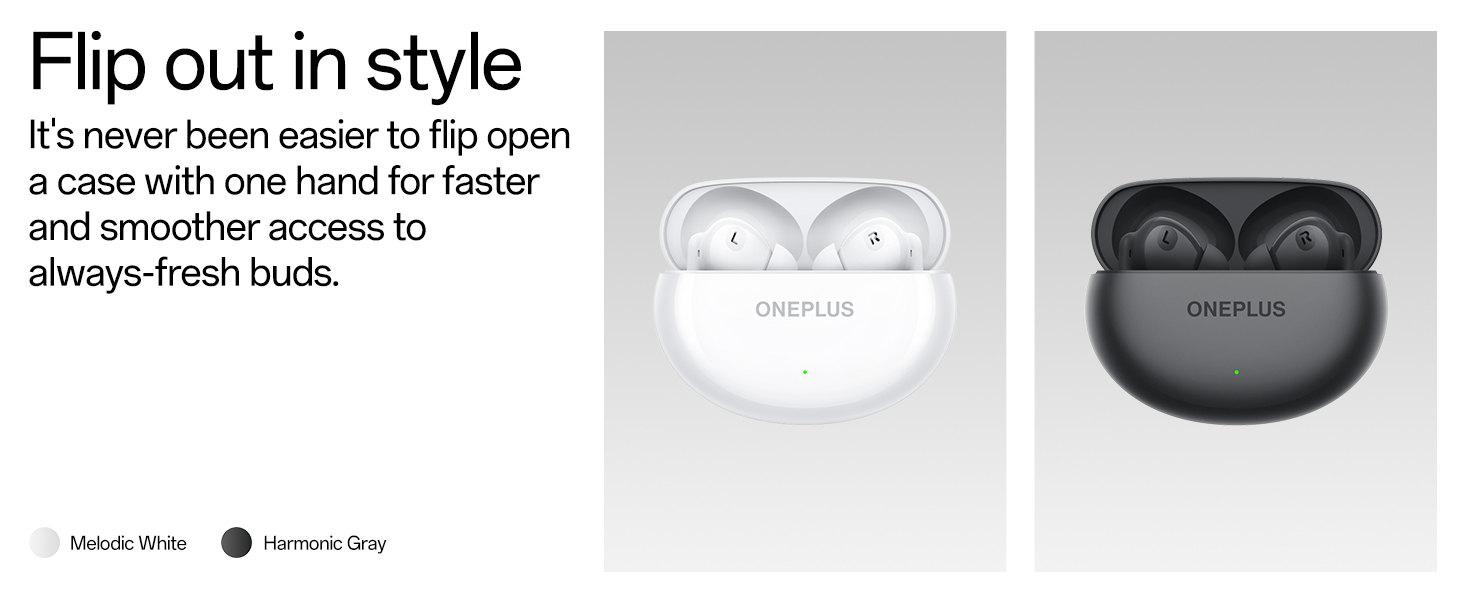 Flip out in style
It's never been easier to flip open
a case with one hand for faster
and smoother access to
always-fresh buds.
L
R
ONEPLUS
L
R
ONEPLUS
Melodic White
Harmonic Gray